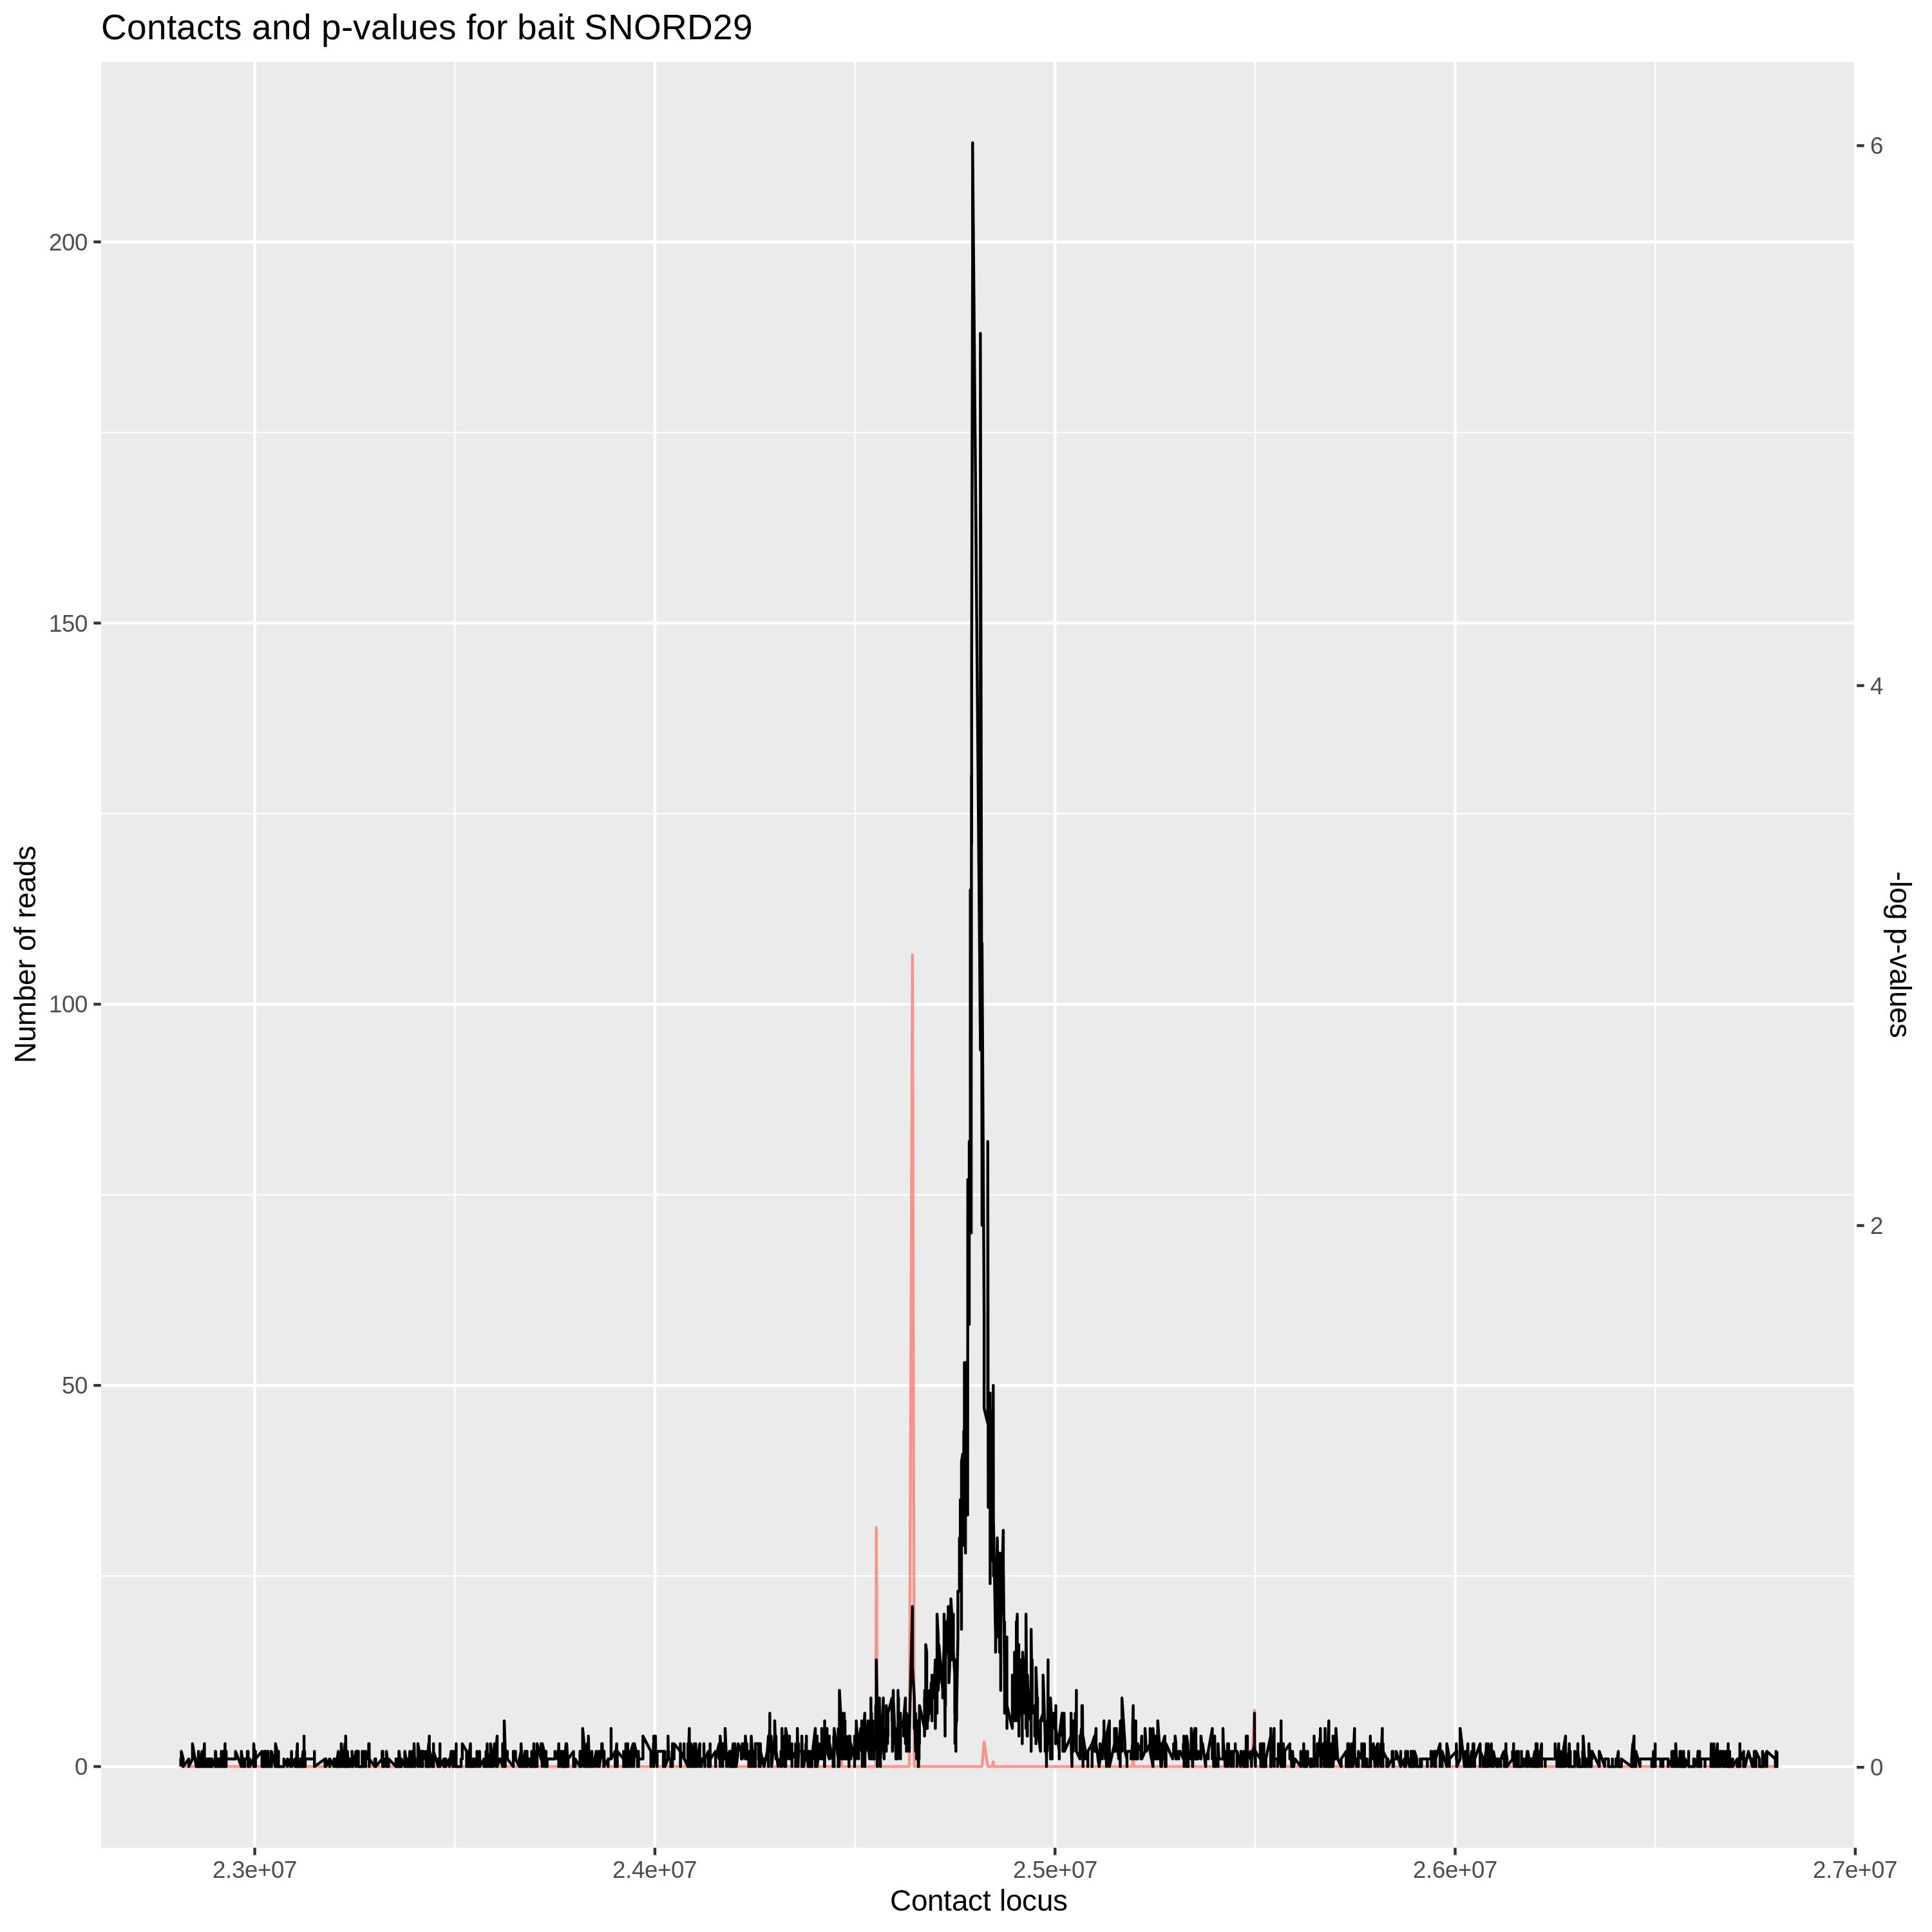 Contacts and p-values for bait SNORD29
6
200
4
150
Number of reads
-log p-values
100
2
50
0
0
2.3e+07
2.4e+07
2.5e+07
2.6e+07
2.7e+07
Contact locus